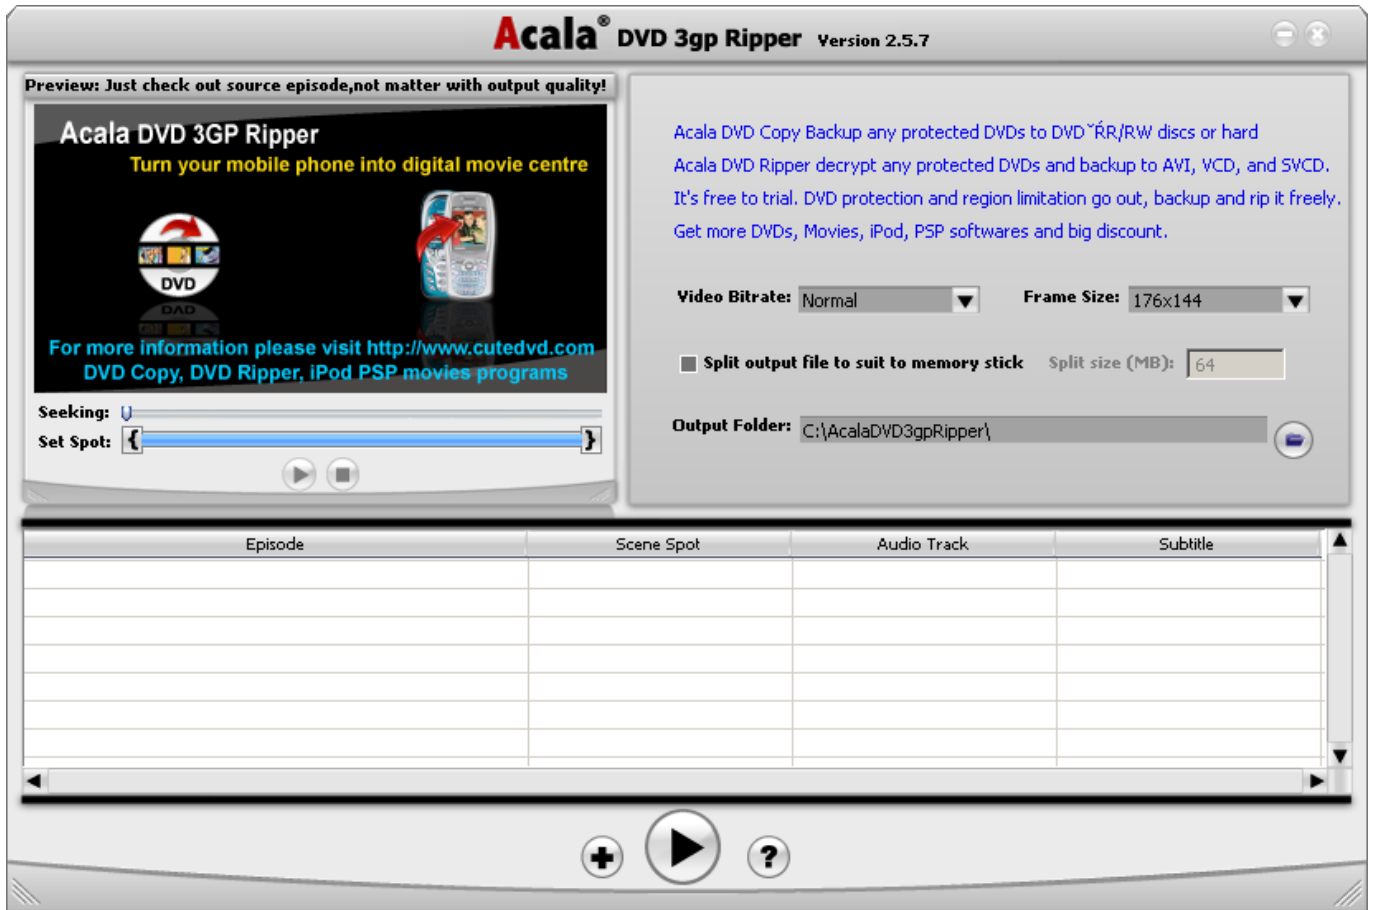 Acala® DVD 3gp Ripper Version 2.5.7
Preview: Just check out source episode,not matter with output quality!
Acala DVD 3GP Ripper
Turn your mobile phone into digital movie centre
DVD
For more information please visit http://www.cutedvd.com
DVD Copy, DVD Ripper, iPod PSP movies programs
Seeking:
Set Spot: { }
Acala DVD Copy Backup any protected DVDs to DVD˘ŔR/RW discs or hard
Acala DVD Ripper decrypt any protected DVDs and backup to AVI, VCD, and SVCD.
It's free to trial. DVD protection and region limitation go out, backup and rip it freely.
Get more DVDs, Movies, iPod, PSP softwares and big discount.
Video Bitrate: Normal Frame Size: 176x144
Split output file to suit to memory stick Split size (MB): 64
Output Folder: C:\AcalaDVD3gpRipper\
Episode Scene Spot Audio Track Subtitle
?